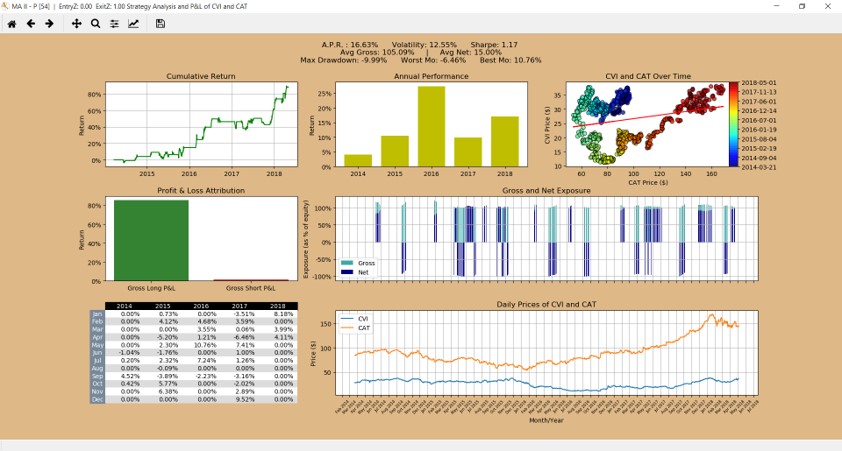 MA II - P [54] | EntryZ: 0.00 ExitZ: 1.00 Strategy Analysis and P&L of CVI and CAT
A.P.R. : 16.63% Volatility: 12.55% Sharpe: 1.17
Avg Gross: 105.09% | Avg Net: 15.00%
Max Drawdown: -9.99% Worst Mo: -6.46% Best Mo: 10.76%
Cumulative Return
Return
80%
60%
40%
20%
0%
2015 2016 2017 2018
Annual Performance
Return
25%
20%
15%
10%
5%
0%
2014 2015 2016 2017 2018
CVI and CAT Over Time
CVI Price ($)
35
30
25
20
15
10
60 80 100 120 140 160
CAT Price ($)
2018-05-01
2017-11-13
2017-06-01
2016-12-14
2016-07-01
2016-01-19
2015-08-04
2015-02-19
2014-09-04
2014-03-21
Profit & Loss Attribution
Return
80%
60%
40%
20%
0%
Gross Long P&L Gross Short P&L
Gross and Net Exposure
Exposure (as % of equity)
100%
50%
0%
-50%
-100%
Gross
Net
2014 2015 2016 2017 2018
Jan 0.00% 0.73% 0.00% -3.51% 8.18%
Feb 0.00% 4.12% 4.68% 3.59% 0.00%
Mar 0.00% 0.00% 3.55% 0.06% 3.99%
Apr 0.00% -5.20% 1.21% -6.46% 4.11%
May 0.00% 2.30% 10.76% 7.41% 0.00%
Jun -1.04% -1.76% 0.00% 1.00% 0.00%
Jul 0.20% 2.32% 7.24% 1.26% 0.00%
Aug 0.00% -0.09% 0.00% 0.00% 0.00%
Sep 4.52% -3.89% -2.23% -3.16% 0.00%
Oct 0.42% 5.77% 0.00% -2.02% 0.00%
Nov 0.00% 6.38% 0.00% 2.89% 0.00%
Dec 0.00% 0.00% 0.00% 9.52% 0.00%
Daily Prices of CVI and CAT
Price ($)
150
100
50
CVI
CAT
Month/Year